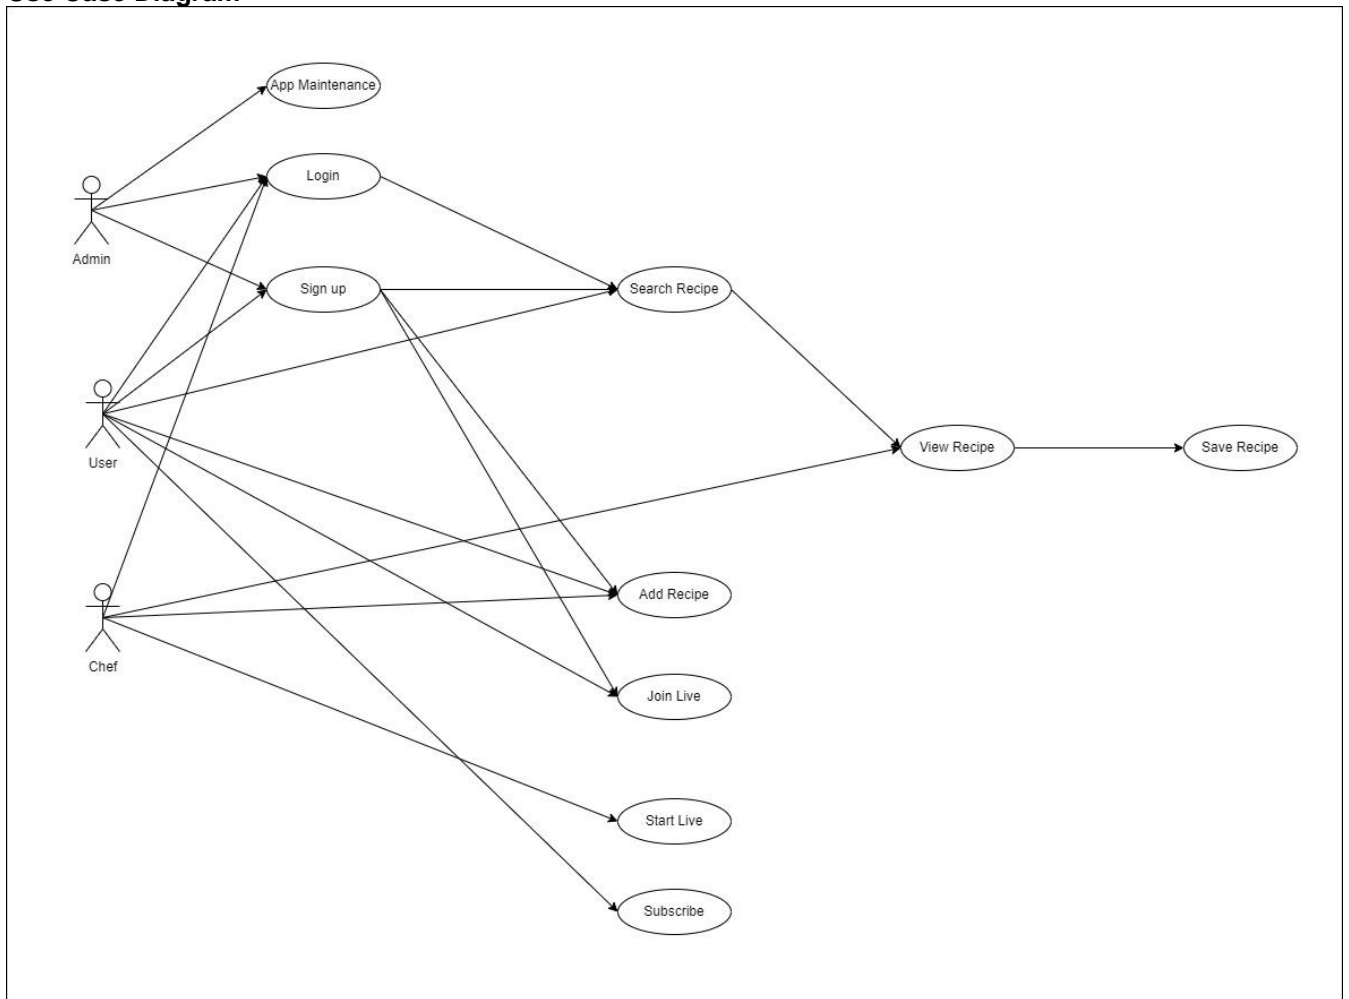 Use Case Diagram
App Maintenance
Login
Admin
Sign up
Search Recipe
User
View Recipe
Save Recipe
Add Recipe
Chef
Join Live
Start Live
Subscribe